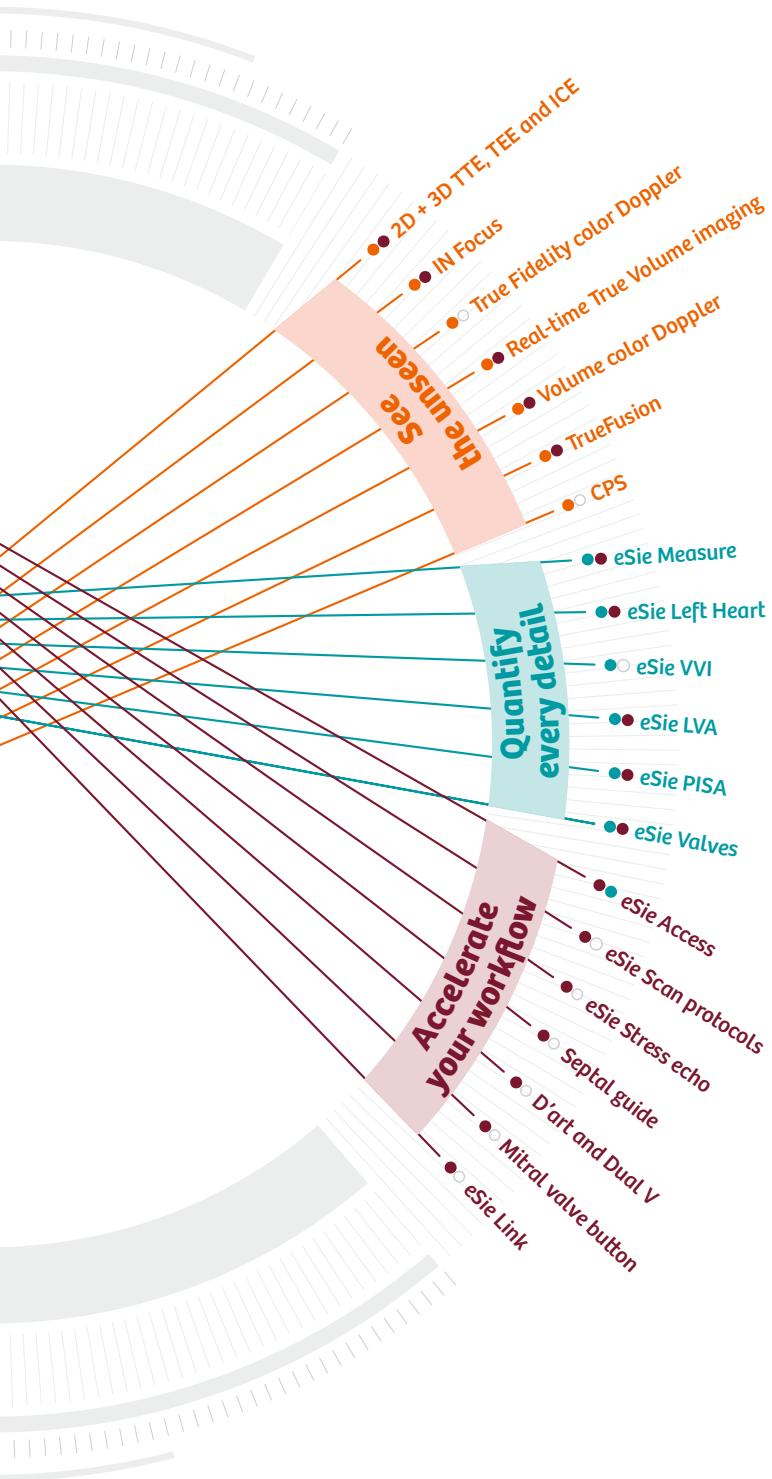 2D + 3D TTE, TEE and ICE
IN Focus
True Fidelity color Doppler
Real-time True Volume imaging
Volume color Doppler
TrueFusion
CPS
See
the unseen
eSie Measure
eSie Left Heart
eSie VVI
eSie LVA
eSie PISA
eSie Valves
Quantify
every detail
eSie Access
eSie Scan protocols
eSie Stress echo
Septal guide
D'art and Dual V
Mitral valve button
eSie Link
Accelerate
your workflow